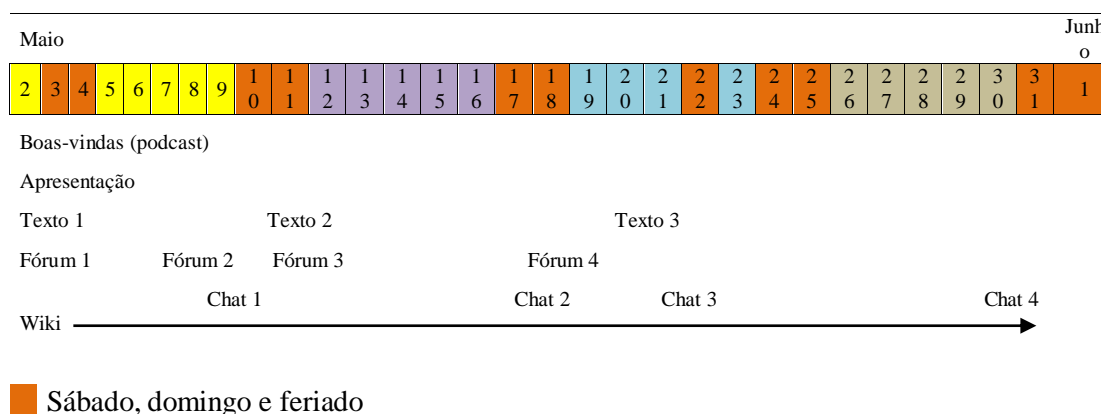 Maio Junho
2 3 4 5 6 7 8 9 10 11 12 13 14 15 16 17 18 19 20 21 22 23 24 25 26 27 28 29 30 31 1
Boas-vindas (podcast)
Apresentação
Texto 1 Texto 2 Texto 3
Fórum 1 Fórum 2 Fórum 3 Fórum 4
Chat 1 Chat 2 Chat 3 Chat 4
Wiki
Sábado, domingo e feriado